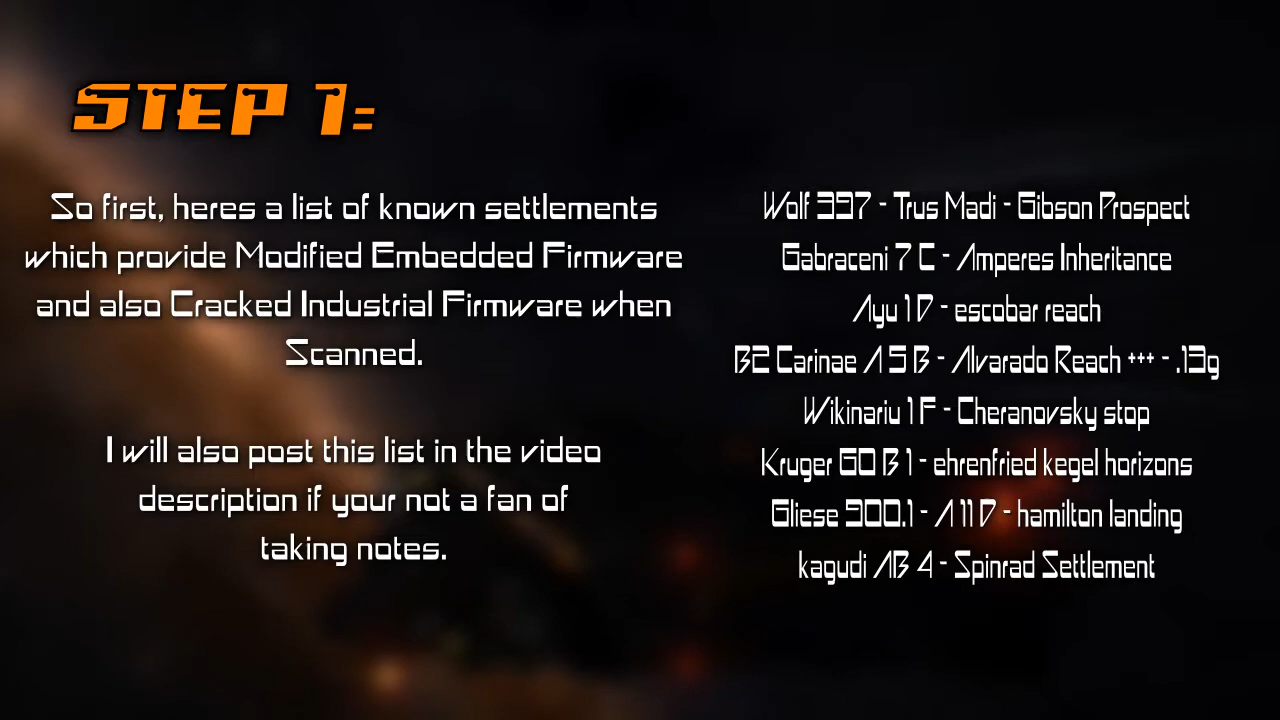 STEP 1:
So first, heres a list of known settlements
which provide Modified Embedded Firmware
and also Cracked Industrial Firmware when
Scanned.
I will also post this list in the video
description if your not a fan of
taking notes.
Wolf 397 - Trus Madi - Gibson Prospect
Gabraceni 7 C - Amperes Inheritance
Ayu 1 D - escobar reach
B2 Carinae A 5 B - Alvarado Reach +++ - .13g
Wikinariu 1 F - Cheranovsky stop
Kruger 60 B 1 - ehrenfried kegel horizons
Gliese 900.1 - A 11 D - hamilton landing
kagudi AB 4 - Spinrad Settlement